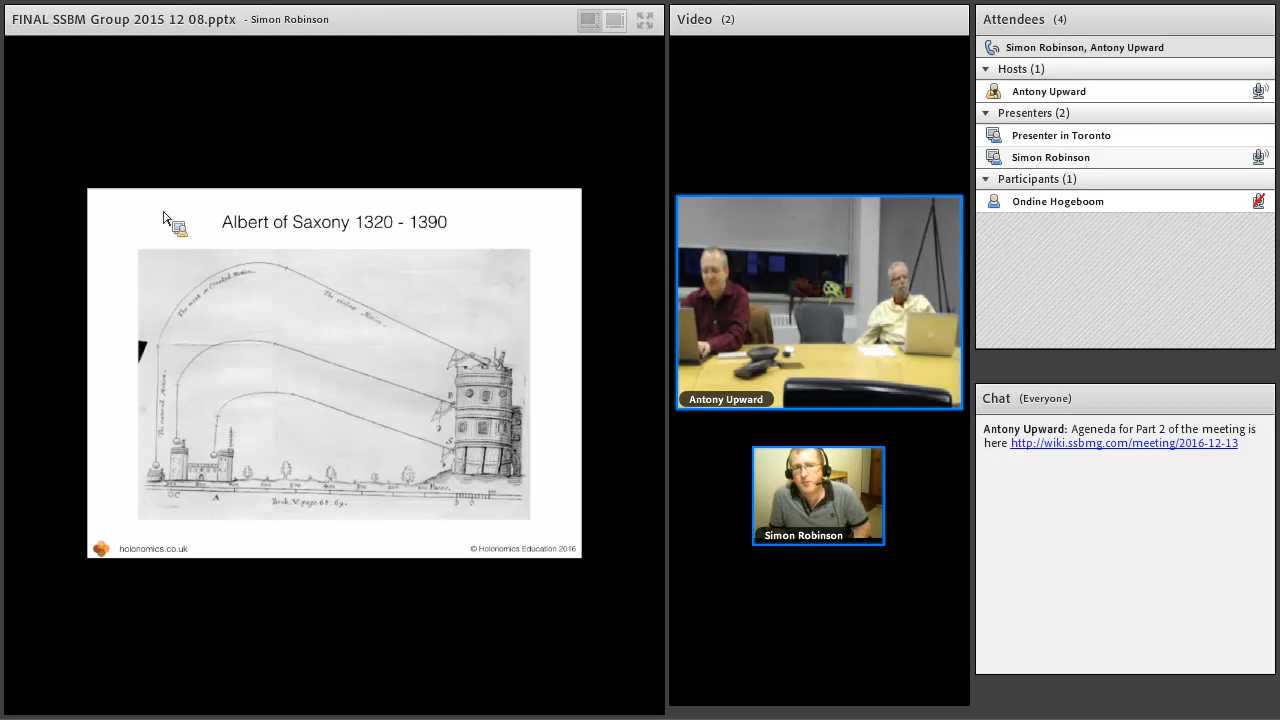 FINAL SSBM Group 2015 12 08.pptx - Simon Robinson
Albert of Saxony 1320 - 1390
The mixt or Crooked Motion.
The violent Motion.
The natural Motion.
B
C
A
Book V. page. 68. 69.
holonomics.co.uk
© Holonomics Education 2016
Video (2)
Antony Upward
Simon Robinson
Attendees (4)
Simon Robinson, Antony Upward
Hosts (1)
Antony Upward
Presenters (2)
Presenter in Toronto
Simon Robinson
Participants (1)
Ondine Hogeboom
Chat (Everyone)
Antony Upward: Ageneda for Part 2 of the meeting is
here http://wiki.ssbmg.com/meeting/2016-12-13